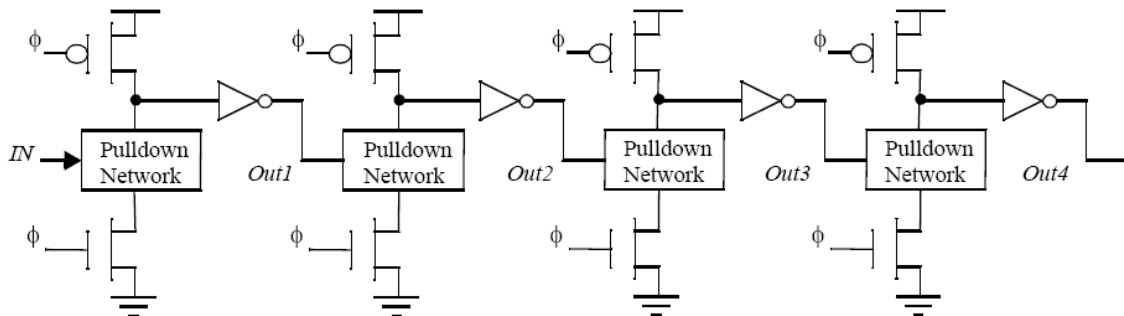 ϕ ϕ ϕ ϕ
IN Pulldown Network Out1 Pulldown Network Out2 Pulldown Network Out3 Pulldown Network Out4
ϕ ϕ ϕ ϕ